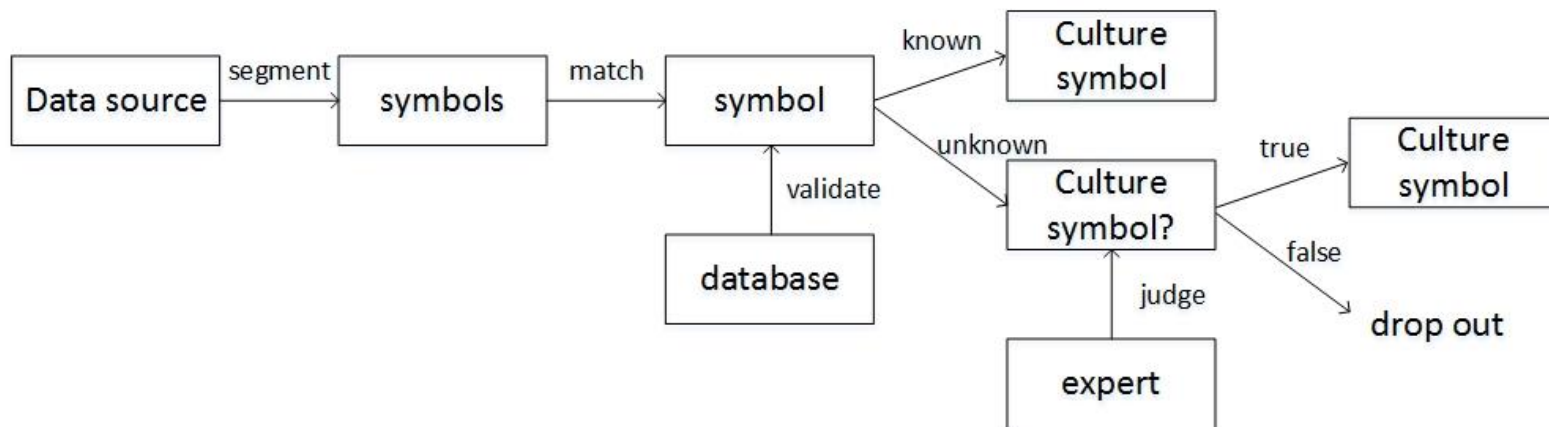 Data source
segment
symbols
match
symbol
validate
database
known
Culture
symbol
unknown
Culture
symbol?
judge
expert
true
Culture
symbol
false
drop out